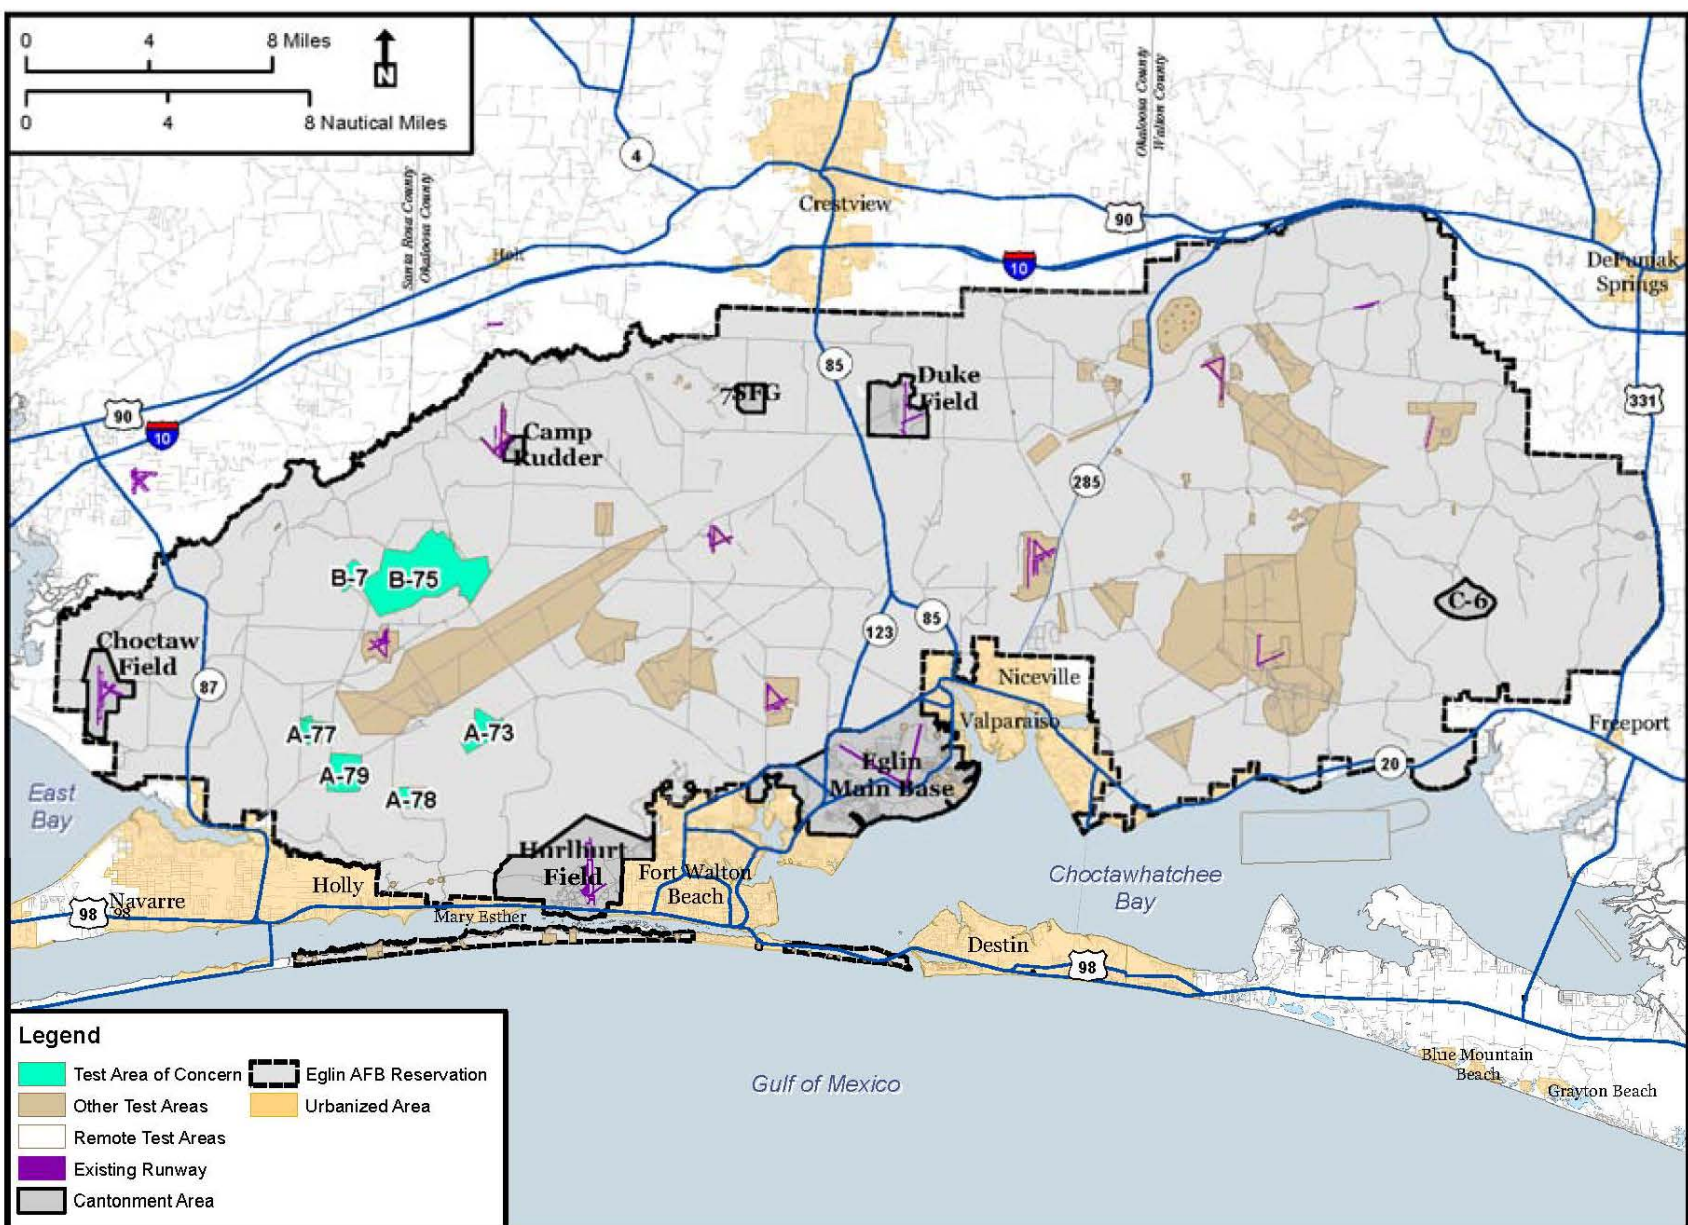 0 4 8 Miles
N
0 4 8 Nautical Miles
4
Okaloosa County
Walton County
Santa Rosa County
Okaloosa County
Crestview
90
Holt
10
DeFuniak
Springs
85
Duke
Field
7SFG
331
90
10
Camp
Rudder
285
B-7
B-75
C-6
Choctaw
Field
123
85
87
Niceville
Valparaiso
Freeport
A-77
A-73
A-79
A-78
Eglin
Main Base
20
East
Bay
Hurlburt
Field
Fort Walton
Beach
Choctawhatchee
Bay
Holly
Navarre
98
98
Mary Esther
Destin
98
Blue Mountain
Beach
Grayton Beach
Gulf of Mexico
Legend
Test Area of Concern
Eglin AFB Reservation
Other Test Areas
Urbanized Area
Remote Test Areas
Existing Runway
Cantonment Area